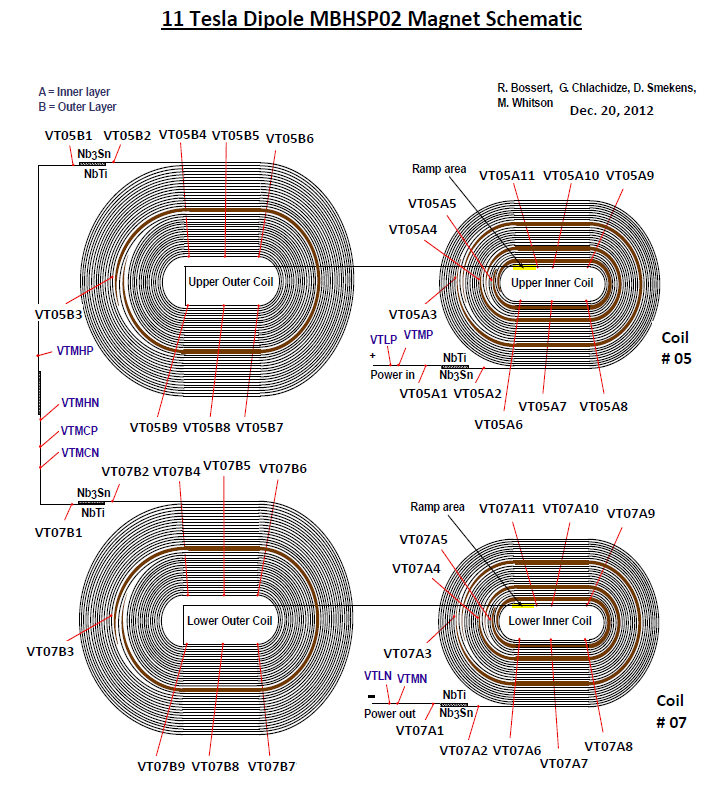 11 Tesla Dipole MBHSP02 Magnet Schematic
A = Inner layer
B = Outer Layer
R. Bossert, G. Chlachidze, D. Smekens,
M. Whitson
Dec. 20, 2012
VT05B1 VT05B2 VT05B4 VT05B5 VT05B6
Nb3Sn
NbTi
Upper Outer Coil
VT05B3
VTMHP
VTMHN
VTMCP
VTMCN
VT05B9 VT05B8 VT05B7
Ramp area
VT05A11 VT05A10 VT05A9
VT05A5
VT05A4
Upper Inner Coil
VT05A3
VTLP VTMP
+
Power in
NbTi
Nb3Sn
VT05A1 VT05A2
VT05A6
VT05A7 VT05A8
Coil
# 05
VT07B2 VT07B4 VT07B5 VT07B6
Nb3Sn
NbTi
VT07B1
Lower Outer Coil
VT07B3
VT07B9 VT07B8 VT07B7
Ramp area
VT07A11 VT07A10 VT07A9
VT07A5
VT07A4
Lower Inner Coil
VT07A3
VTLN VTMN
-
Power out
NbTi
Nb3Sn
VT07A1
VT07A2 VT07A6
VT07A7
VT07A8
Coil
# 07